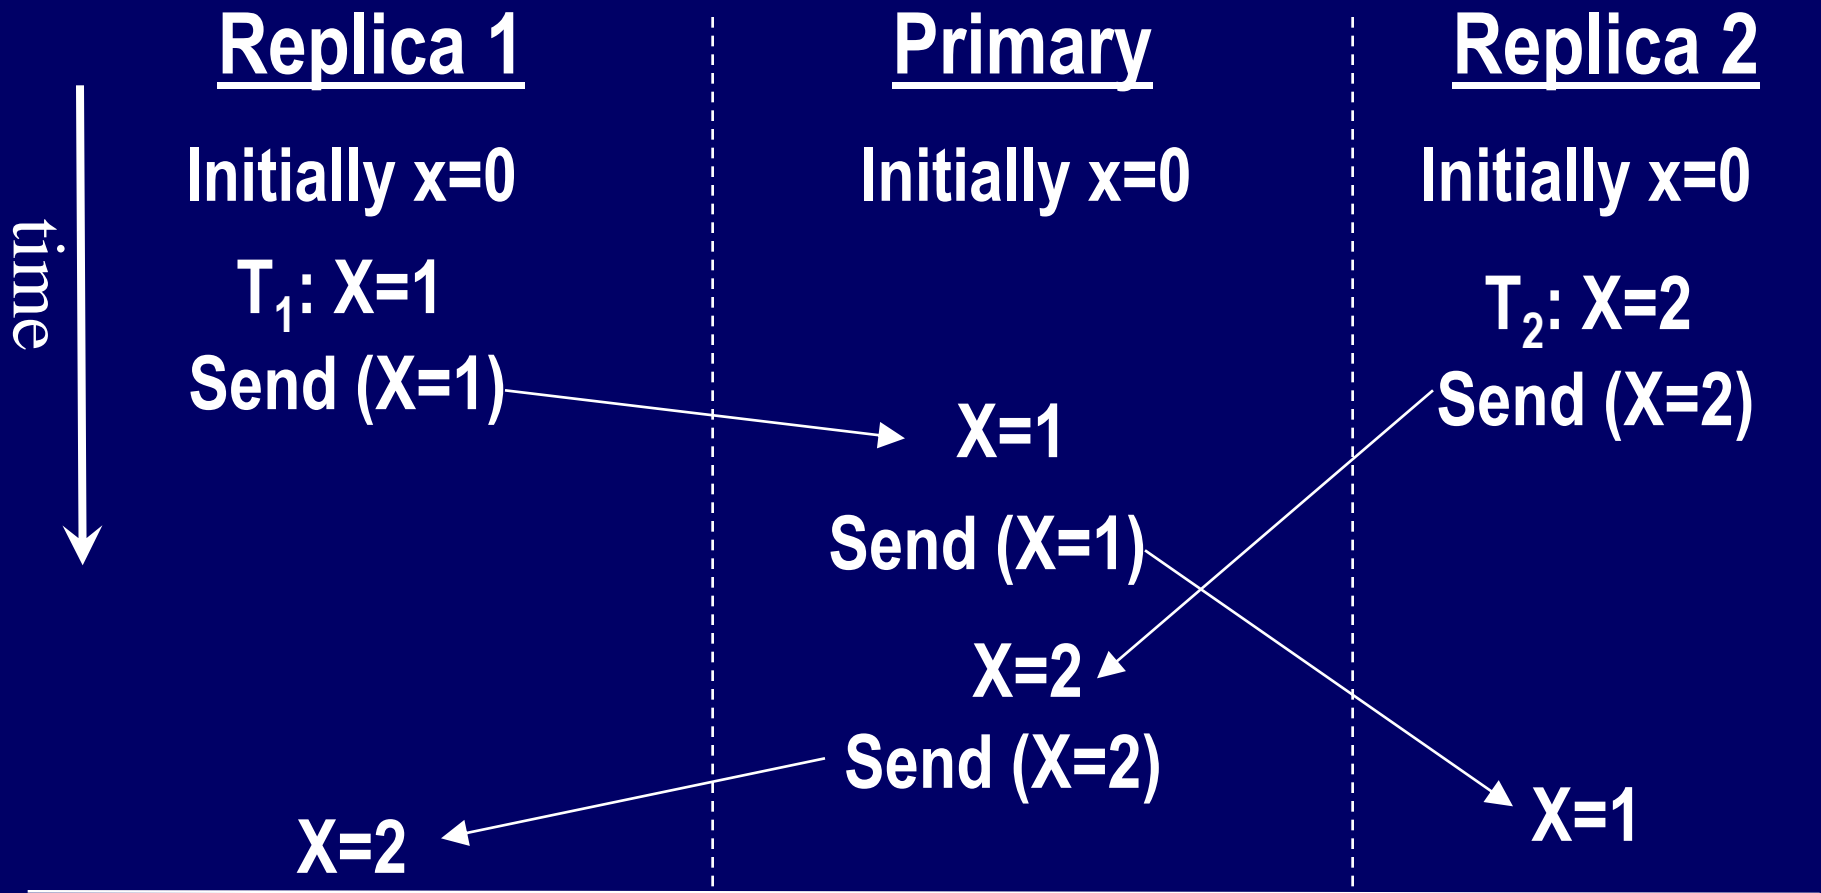 Replica 1
Primary
Replica 2
time
Initially x=0
Initially x=0
Initially x=0
T1: X=1
T2: X=2
Send (X=1)
Send (X=2)
X=1
Send (X=1)
X=2
Send (X=2)
X=2
X=1